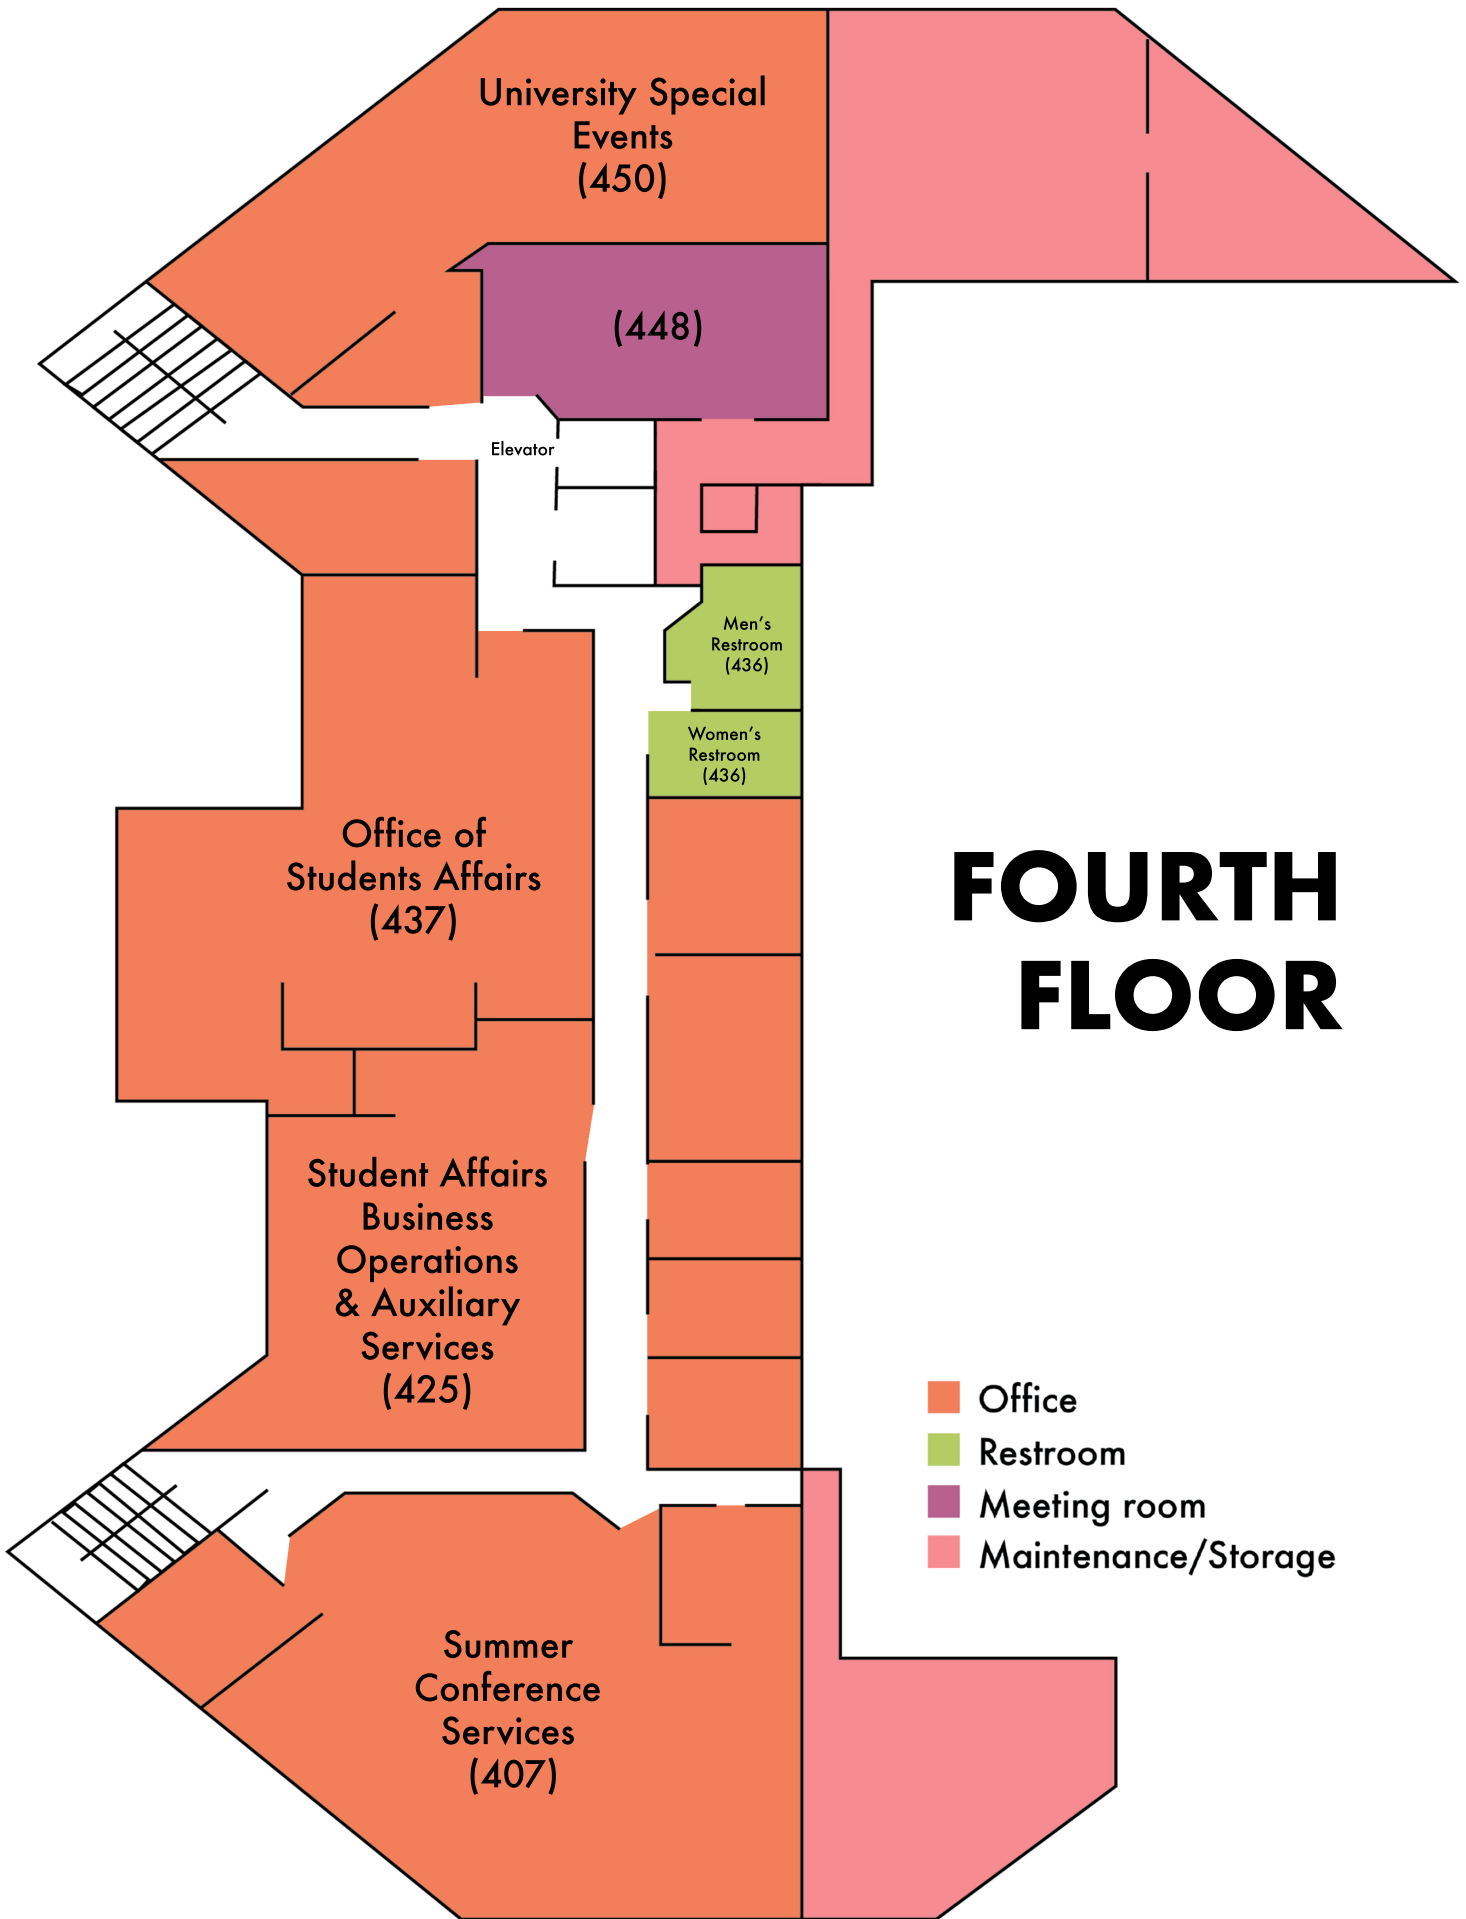 University Special
Events
(450)
(448)
Elevator
Men's
Restroom
(436)
Women's
Restroom
(436)
Office of
Students Affairs
(437)
FOURTH
FLOOR
Student Affairs
Business
Operations
& Auxiliary
Services
(425)
Office
Restroom
Meeting room
Maintenance/Storage
Summer
Conference
Services
(407)